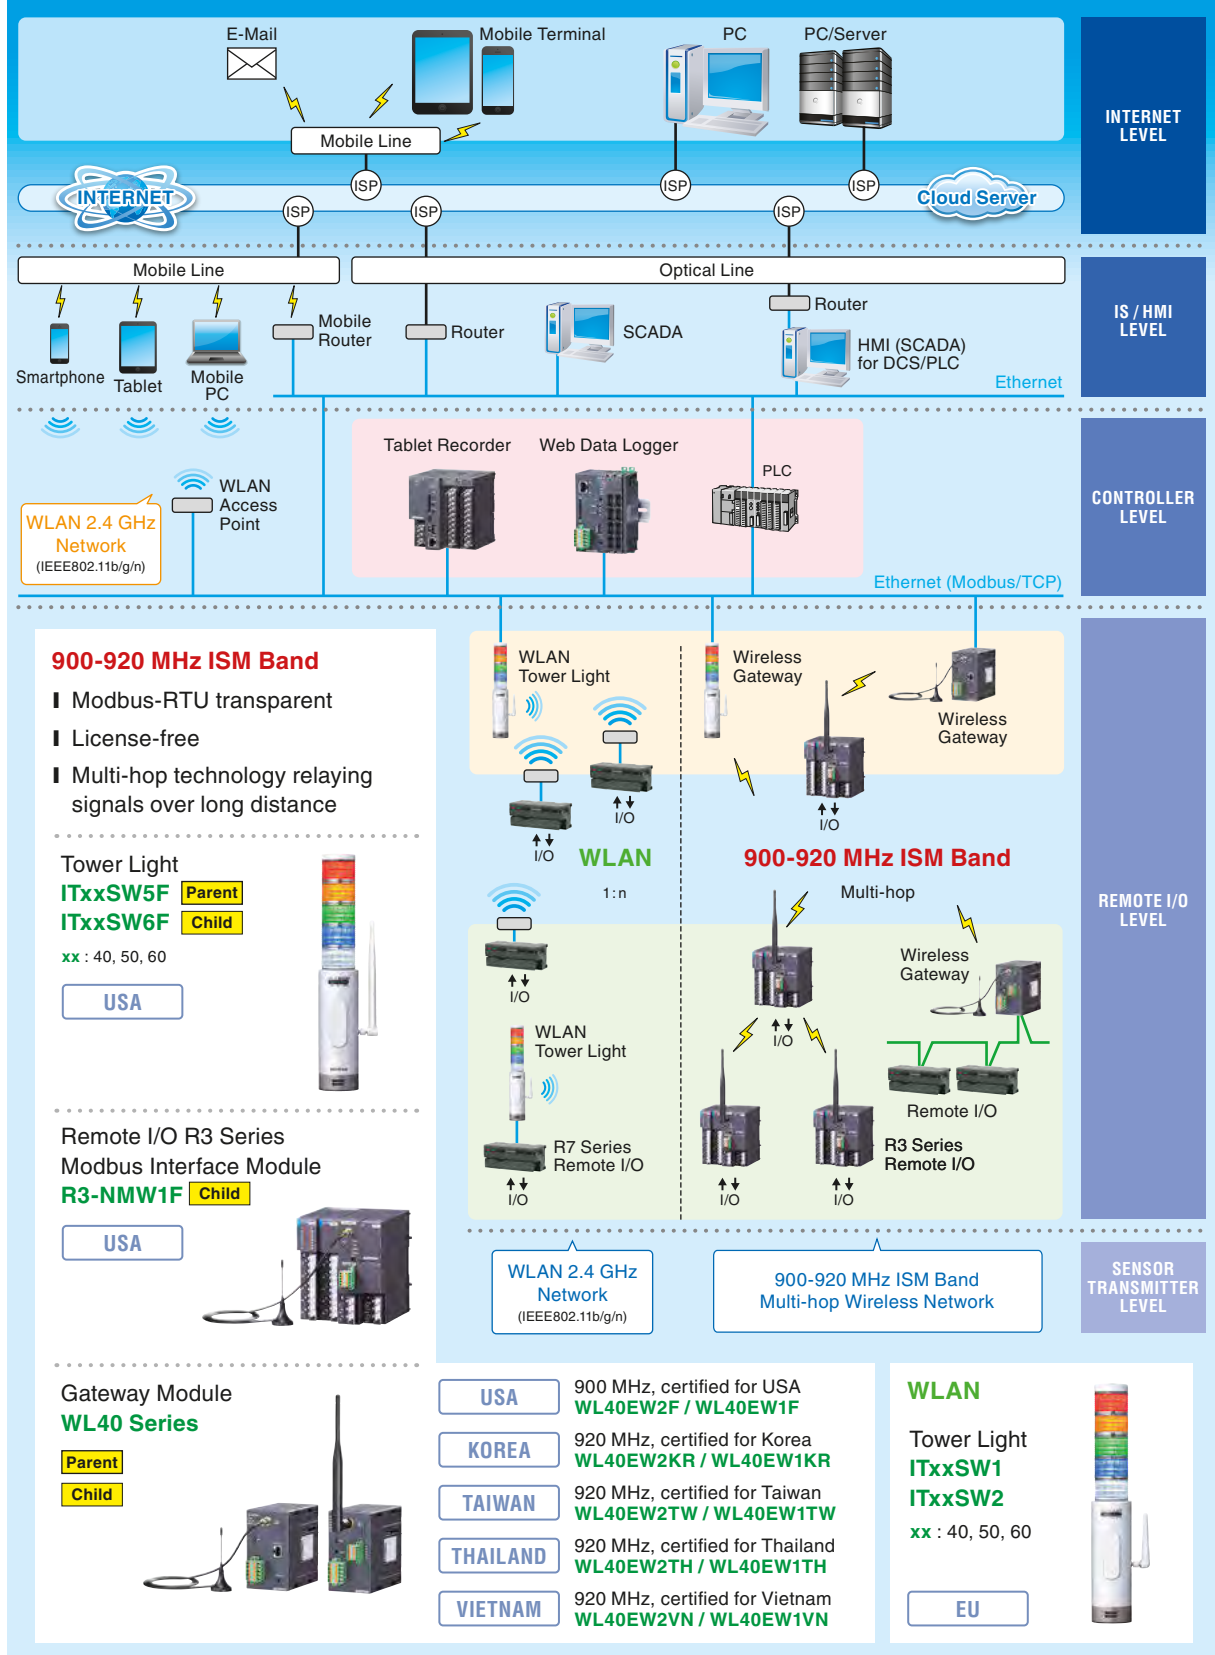 E-Mail
Mobile Terminal
PC
PC/Server
Mobile Line
ISP
ISP
ISP
INTERNET
Cloud Server
ISP
ISP
ISP
INTERNET
LEVEL
Mobile Line
Optical Line
Mobile
Router
Router
SCADA
Router
HMI (SCADA)
for DCS/PLC
Smartphone
Tablet
Mobile
PC
Ethernet
IS / HMI
LEVEL
Tablet Recorder
Web Data Logger
PLC
WLAN
Access
Point
WLAN 2.4 GHz
Network
(IEEE802.11b/g/n)
Ethernet (Modbus/TCP)
CONTROLLER
LEVEL
900-920 MHz ISM Band
Modbus-RTU transparent
License-free
Multi-hop technology relaying
signals over long distance
Tower Light
ITxxSW5F Parent
ITxxSW6F Child
xx : 40, 50, 60
USA
Remote I/O R3 Series
Modbus Interface Module
R3-NMW1F Child
USA
Gateway Module
WL40 Series
Parent
Child
WLAN
Tower Light
Wireless
Gateway
Wireless
Gateway
I/O
I/O
I/O
WLAN
1:n
900-920 MHz ISM Band
Multi-hop
I/O
WLAN
Tower Light
R7 Series
Remote I/O
I/O
Wireless
Gateway
I/O
Remote I/O
R3 Series
Remote I/O
I/O
I/O
REMOTE I/O
LEVEL
WLAN 2.4 GHz
Network
(IEEE802.11b/g/n)
900-920 MHz ISM Band
Multi-hop Wireless Network
SENSOR
TRANSMITTER
LEVEL
USA
900 MHz, certified for USA
WL40EW2F / WL40EW1F
KOREA
920 MHz, certified for Korea
WL40EW2KR / WL40EW1KR
TAIWAN
920 MHz, certified for Taiwan
WL40EW2TW / WL40EW1TW
THAILAND
920 MHz, certified for Thailand
WL40EW2TH / WL40EW1TH
VIETNAM
920 MHz, certified for Vietnam
WL40EW2VN / WL40EW1VN
WLAN
Tower Light
ITxxSW1
ITxxSW2
xx : 40, 50, 60
EU